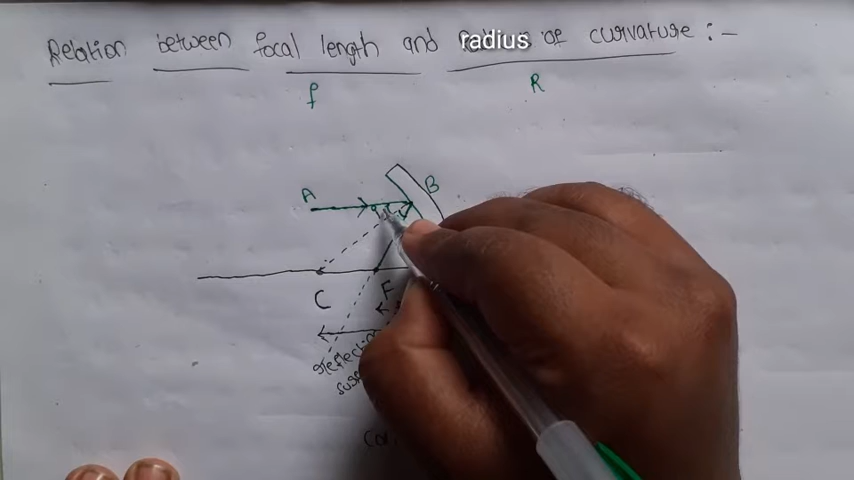 Relation between focal length and radius of curvature :-
f R
A B
C F